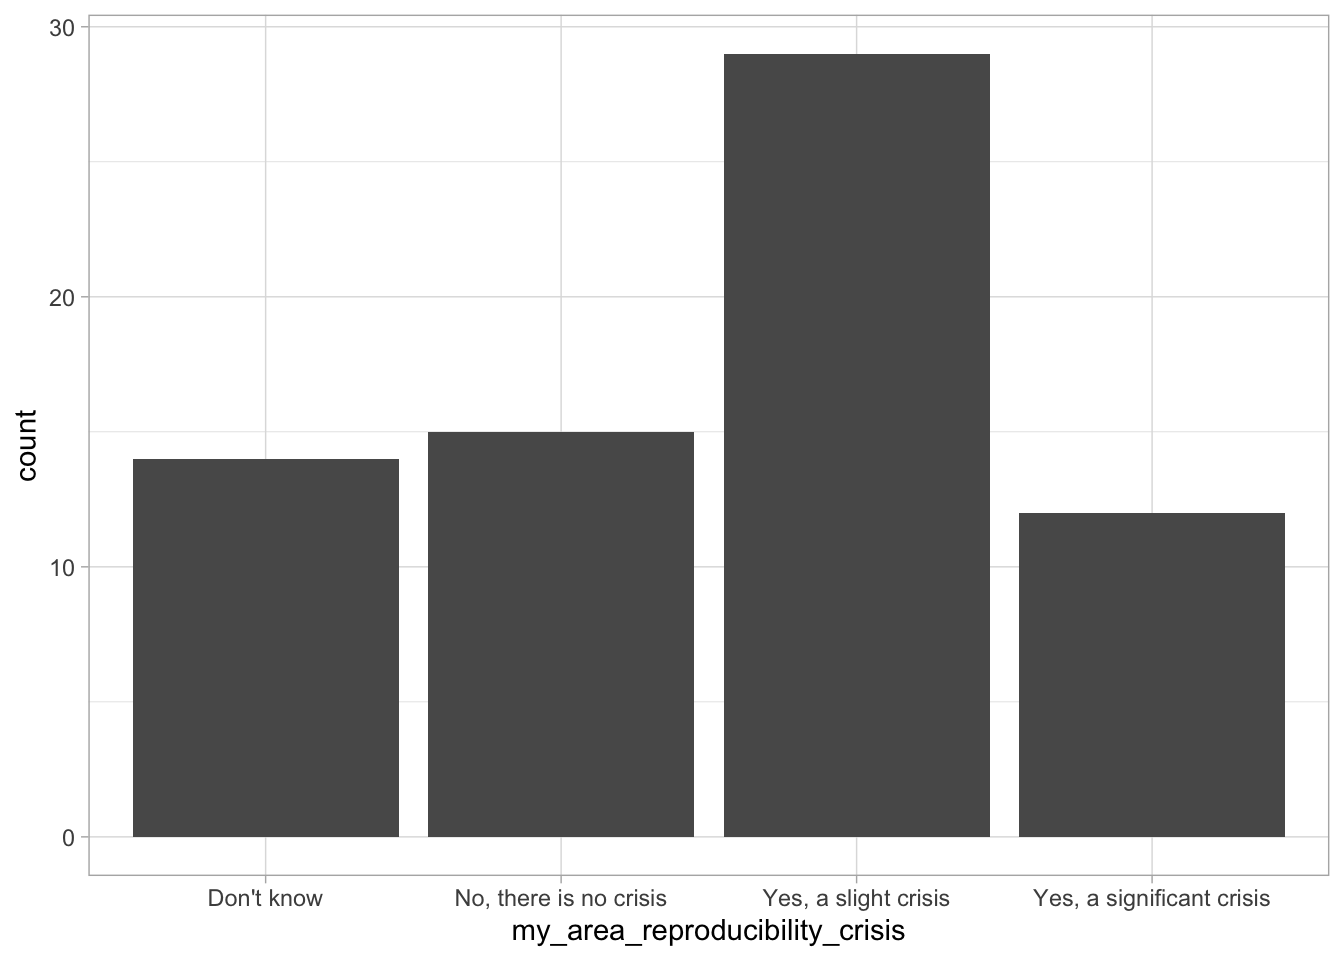 30
20
10
0
count
Don't know
No, there is no crisis
Yes, a slight crisis
Yes, a significant crisis
my_area_reproducibility_crisis